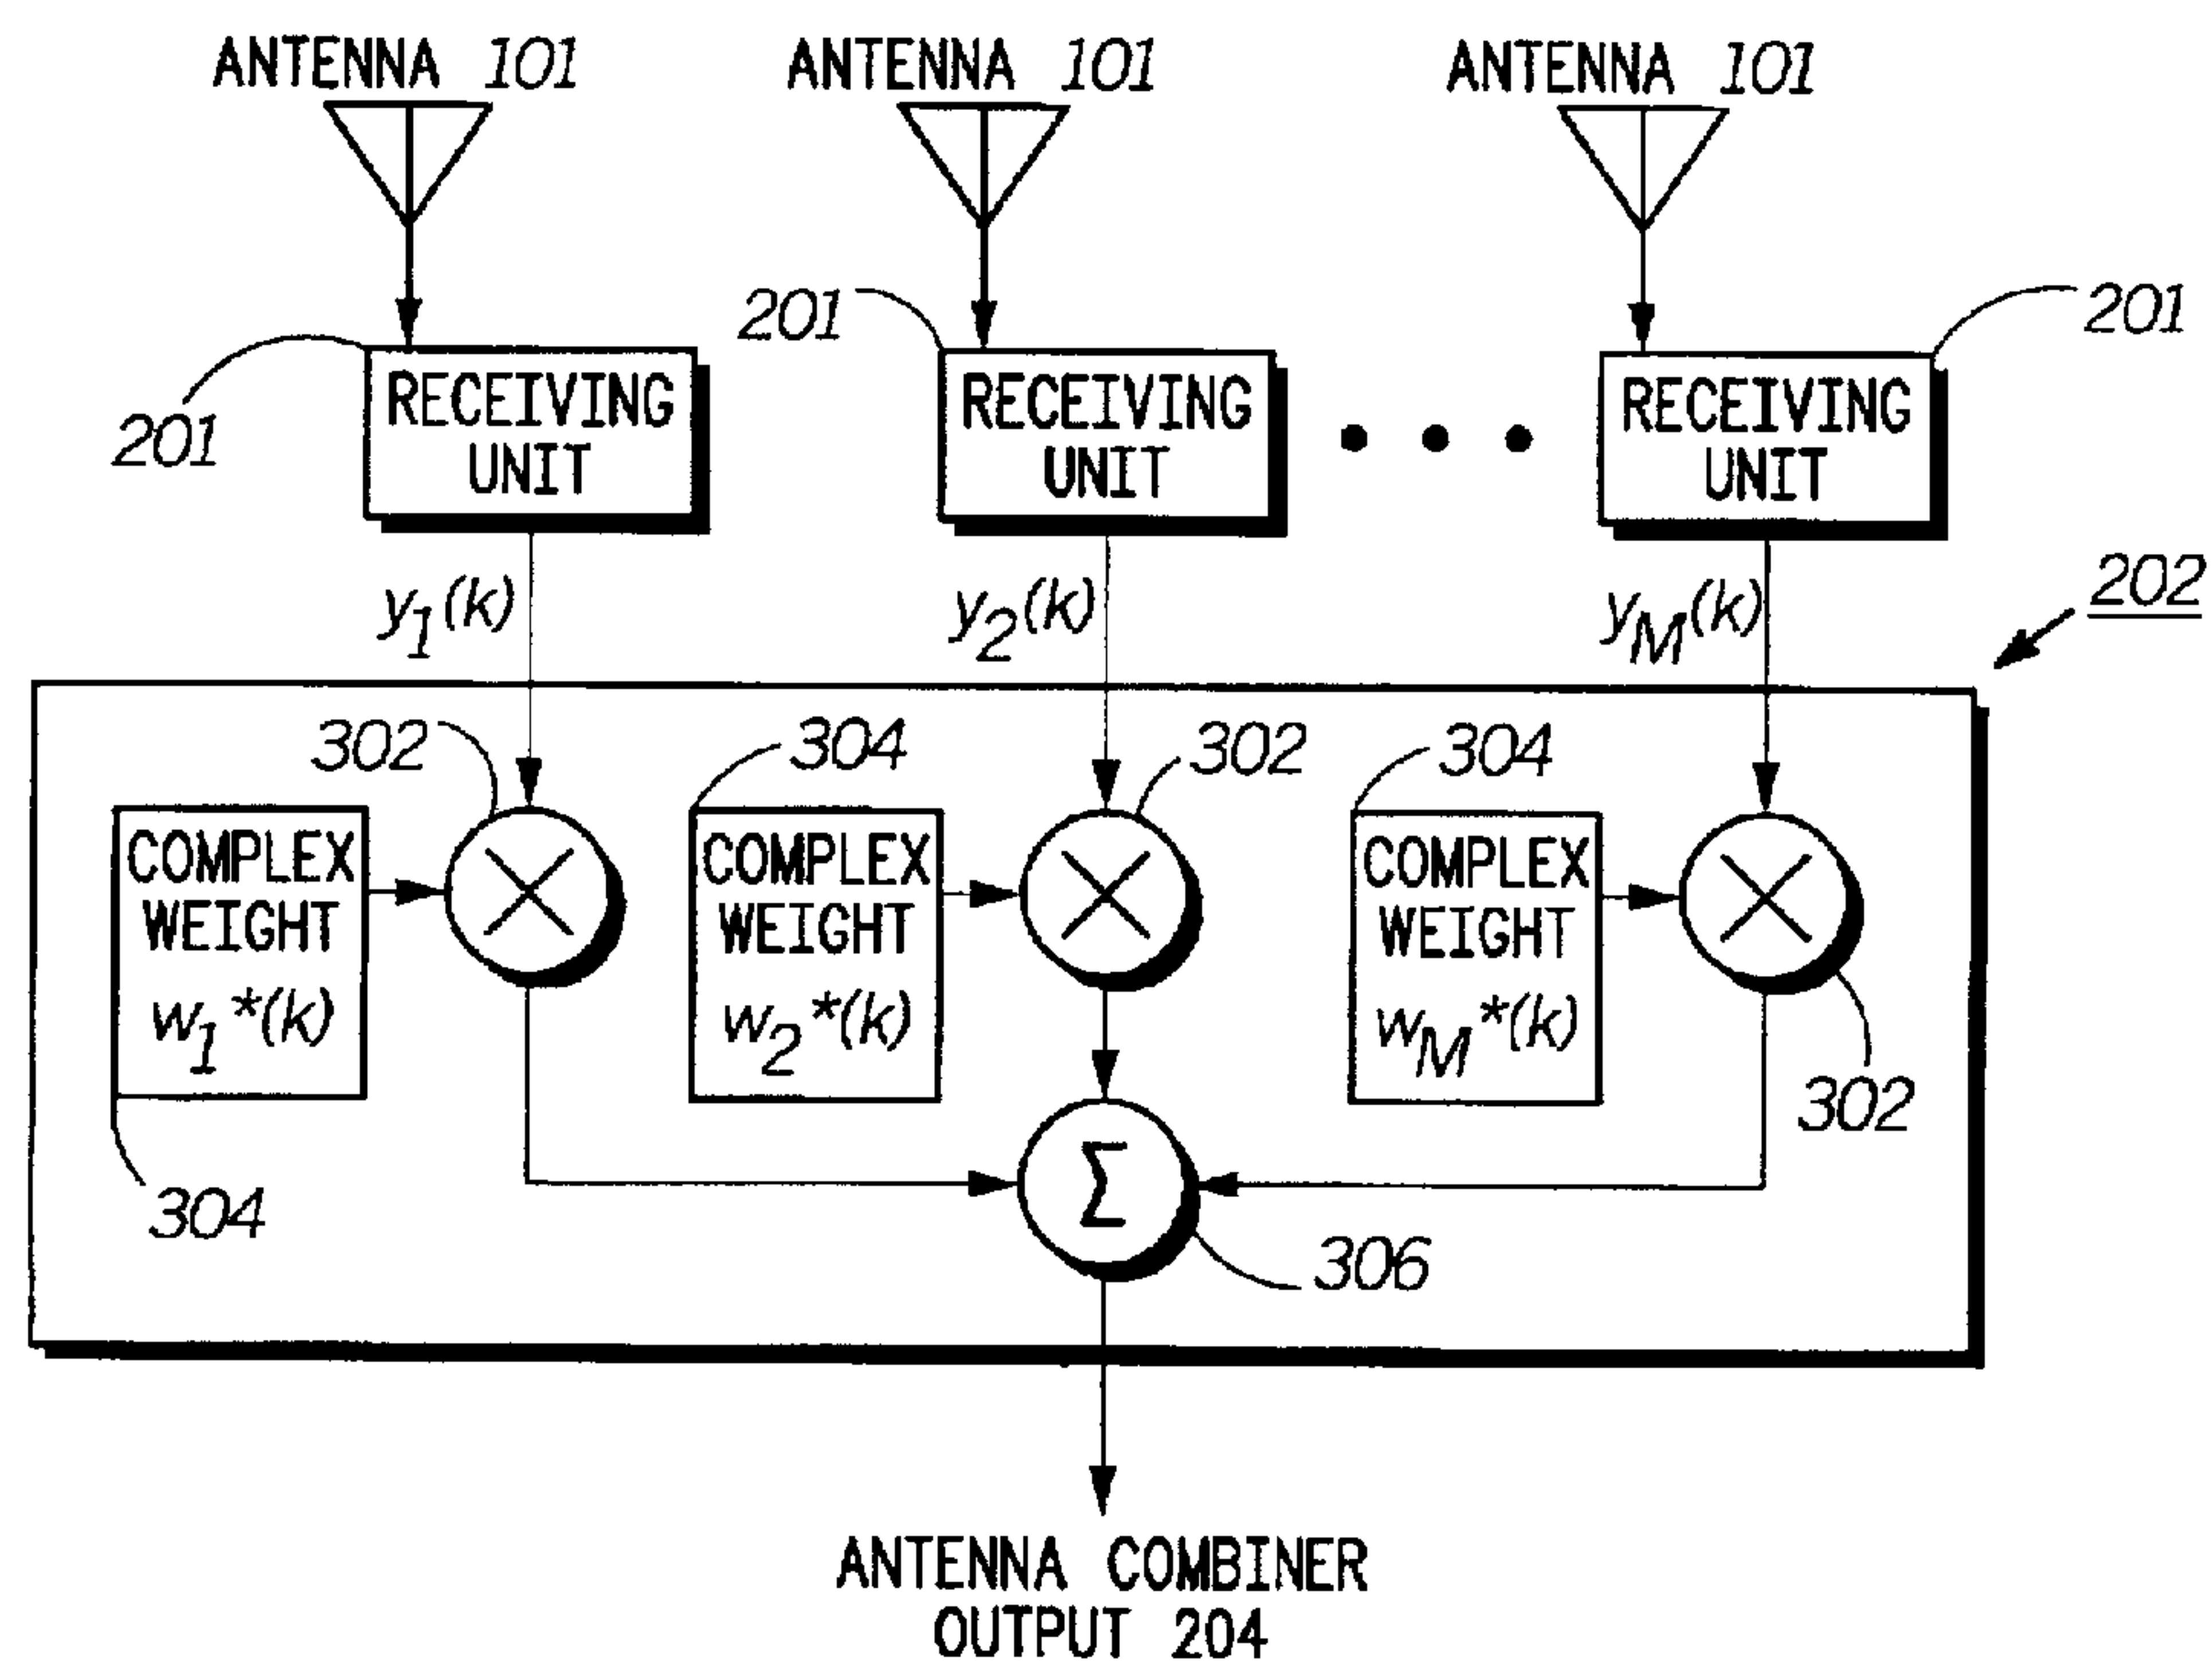 ANTENNA 101
ANTENNA 101
ANTENNA 101
201
201
201
RECEIVING
UNIT
RECEIVING
UNIT
RECEIVING
UNIT
y1(k)
y2(k)
yM(k)
202
302
304
302
304
COMPLEX
WEIGHT
w1*(k)
COMPLEX
WEIGHT
w2*(k)
COMPLEX
WEIGHT
wM*(k)
302
304
Σ
306
ANTENNA COMBINER
OUTPUT 204